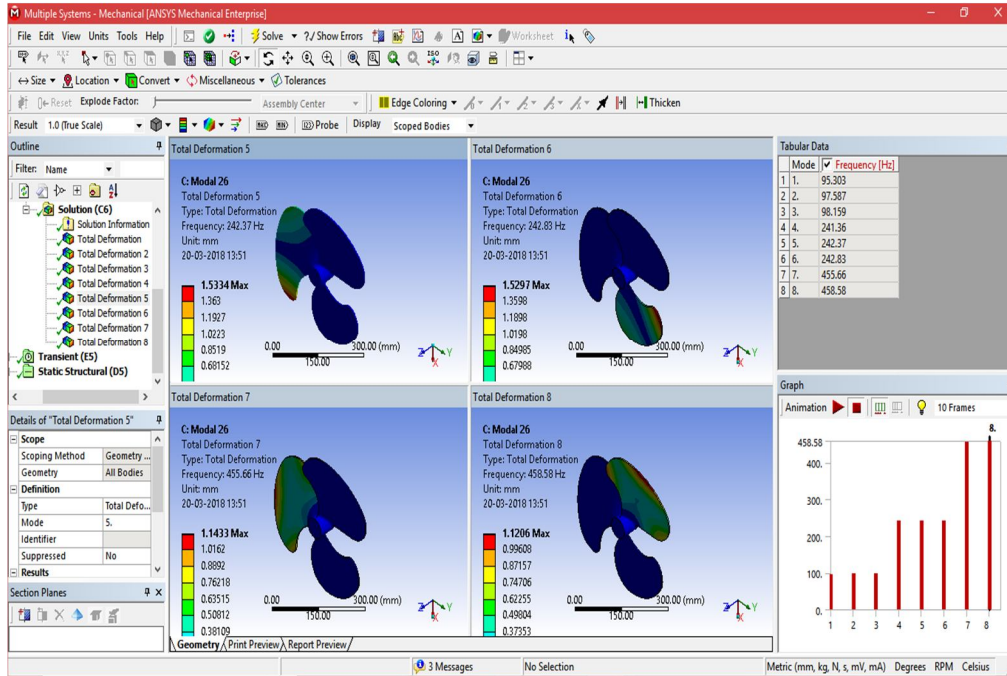 Multiple Systems - Mechanical [ANSYS Mechanical Enterprise]
File Edit View Units Tools Help Solve ?/ Show Errors Worksheet
Size Location Convert Miscellaneous Tolerances
Reset Explode Factor: Assembly Center Edge Coloring Thicken
Result 1.0 (True Scale) Probe Display Scoped Bodies
Outline
Filter: Name
Solution (C6)
Solution Information
Total Deformation
Total Deformation 2
Total Deformation 3
Total Deformation 4
Total Deformation 5
Total Deformation 6
Total Deformation 7
Total Deformation 8
Transient (E5)
Static Structural (D5)
Details of "Total Deformation 5"
Scope
Scoping Method Geometry ...
Geometry All Bodies
Definition
Type Total Defo...
Mode 5.
Identifier
Suppressed No
Results
Section Planes
Total Deformation 5
C: Modal 26
Total Deformation 5
Type: Total Deformation
Frequency: 242.37 Hz
Unit: mm
20-03-2018 13:51
1.5334 Max
1.363
1.1927
1.0223
0.8519
0.68152
0.00 300.00 (mm)
150.00
Z Y
X
Total Deformation 6
C: Modal 26
Total Deformation 6
Type: Total Deformation
Frequency: 242.83 Hz
Unit: mm
20-03-2018 13:51
1.5297 Max
1.3598
1.1898
1.0198
0.84985
0.67988
0.00 300.00 (mm)
150.00
Z Y
X
Total Deformation 7
C: Modal 26
Total Deformation 7
Type: Total Deformation
Frequency: 455.66 Hz
Unit: mm
20-03-2018 13:51
1.1433 Max
1.0162
0.8892
0.76218
0.63515
0.50812
0.38109
0.00 300.00 (mm)
150.00
Z Y
X
Total Deformation 8
C: Modal 26
Total Deformation 8
Type: Total Deformation
Frequency: 458.58 Hz
Unit: mm
20-03-2018 13:51
1.1206 Max
0.99608
0.87157
0.74706
0.62255
0.49804
0.37353
0.00 300.00 (mm)
150.00
Z Y
X
Geometry Print Preview Report Preview
Tabular Data
Mode Frequency [Hz]
1 1. 95.303
2 2. 97.587
3 3. 98.159
4 4. 241.36
5 5. 242.37
6 6. 242.83
7 7. 455.66
8 8. 458.58
Graph
Animation 10 Frames
8.
458.58
400.
300.
200.
100.
0.
1 2 3 4 5 6 7 8
3 Messages No Selection Metric (mm, kg, N, s, mV, mA) Degrees RPM Celsius